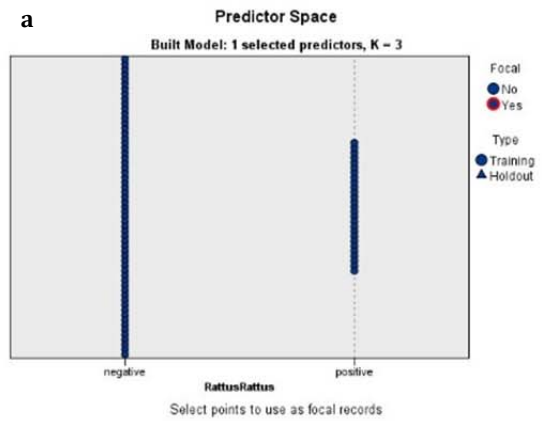 a
Predictor Space
Built Model: 1 selected predictors, K = 3
Focal
No
Yes
Type
Training
Holdout
negative
positive
RattusRattus
Select points to use as focal records